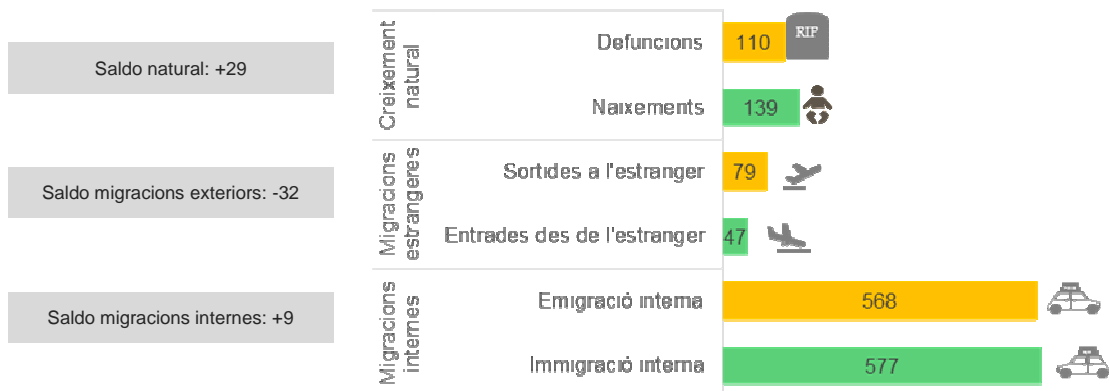 Saldo natural: +29
Saldo migracions exteriors: -32
Saldo migracions internes: +9
Creixement
natural
Defuncions
110
RIP
Naixements
139
Migracions
estrangeres
Sortides a l'estranger
79
Entrades des de l'estranger
47
Migracions
internes
Emigració interna
568
Immigració interna
577